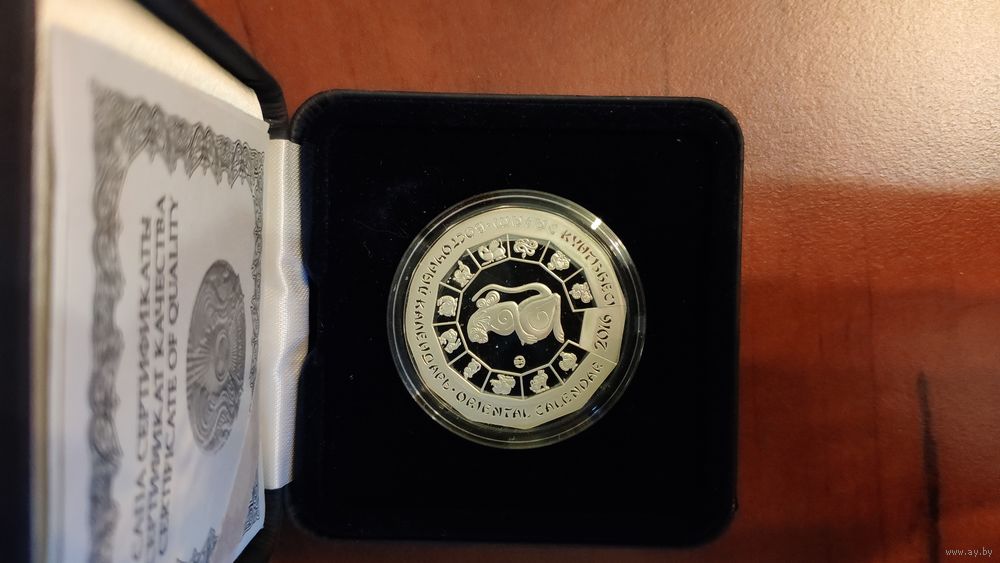 САПА СЕРТИФИКАТЫ
СЕРТИФИКАТ КАЧЕСТВА
CERTIFICATE OF QUALITY
ШЫҒЫС КҮНТІЗБЕСІ
2016
ORIENTAL CALENDAR
ВОСТОЧНЫЙ КАЛЕНДАРЬ
www.ay.by